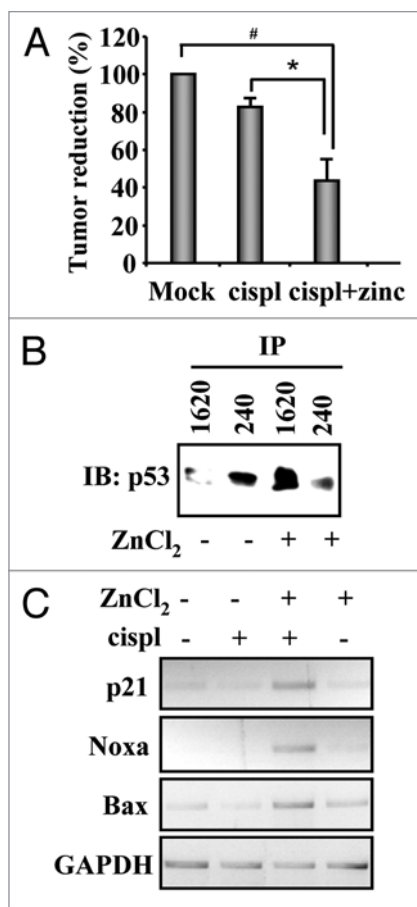 A
Tumor reduction (%)
120
100
80
60
40
20
0
#
*
Mock cispl cispl+zinc
B
IP
1620 240 1620 240
IB: p53
ZnCl₂ - - + +
C
ZnCl₂ - - + +
cispl - + + -
p21
Noxa
Bax
GAPDH